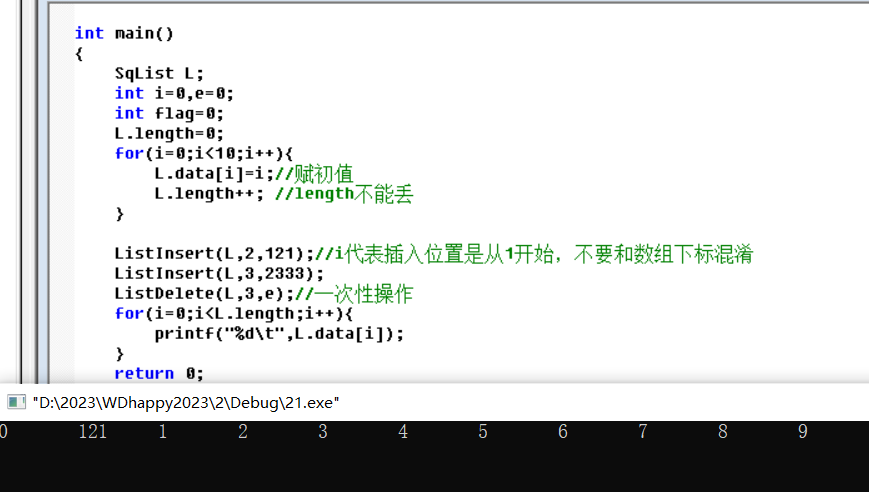 int main()
{
    SqList L;
    int i=0,e=0;
    int flag=0;
    L.length=0;
    for(i=0;i<10;i++){
        L.data[i]=i;//赋初值
        L.length++; //length不能丢
    }
    ListInsert(L,2,121);//i代表插入位置是从1开始，不要和数组下标混淆
    ListInsert(L,3,2333);
    ListDelete(L,3,e);//一次性操作
    for(i=0;i<L.length;i++){
        printf("%d\t",L.data[i]);
    }
    return 0;
"D:\2023\WDhappy2023\2\Debug\21.exe"
0 121 1 2 3 4 5 6 7 8 9